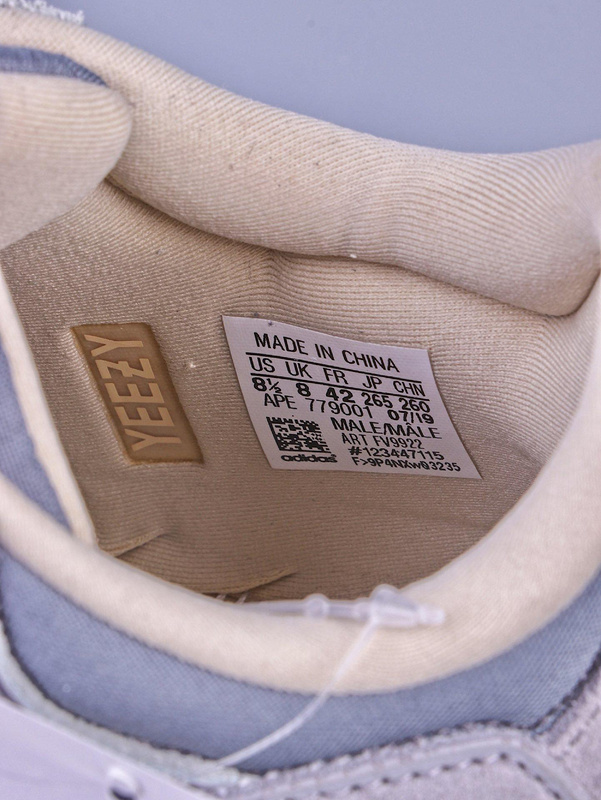 YEEZY
MADE IN CHINA
US UK FR JP CHN
8½ 8 42 265 260
APE 779001 07/19
MALE/MÂLE
ART FV9922
#123447115
F>9P4NXW03235
adidas